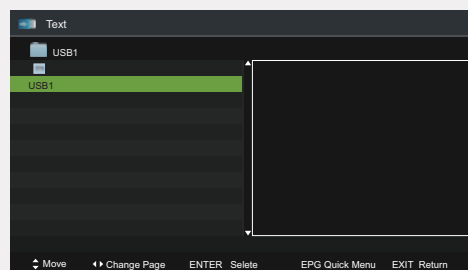 Text
USB1
USB1
Move Change Page ENTER Selete EPG Quick Menu EXIT Return